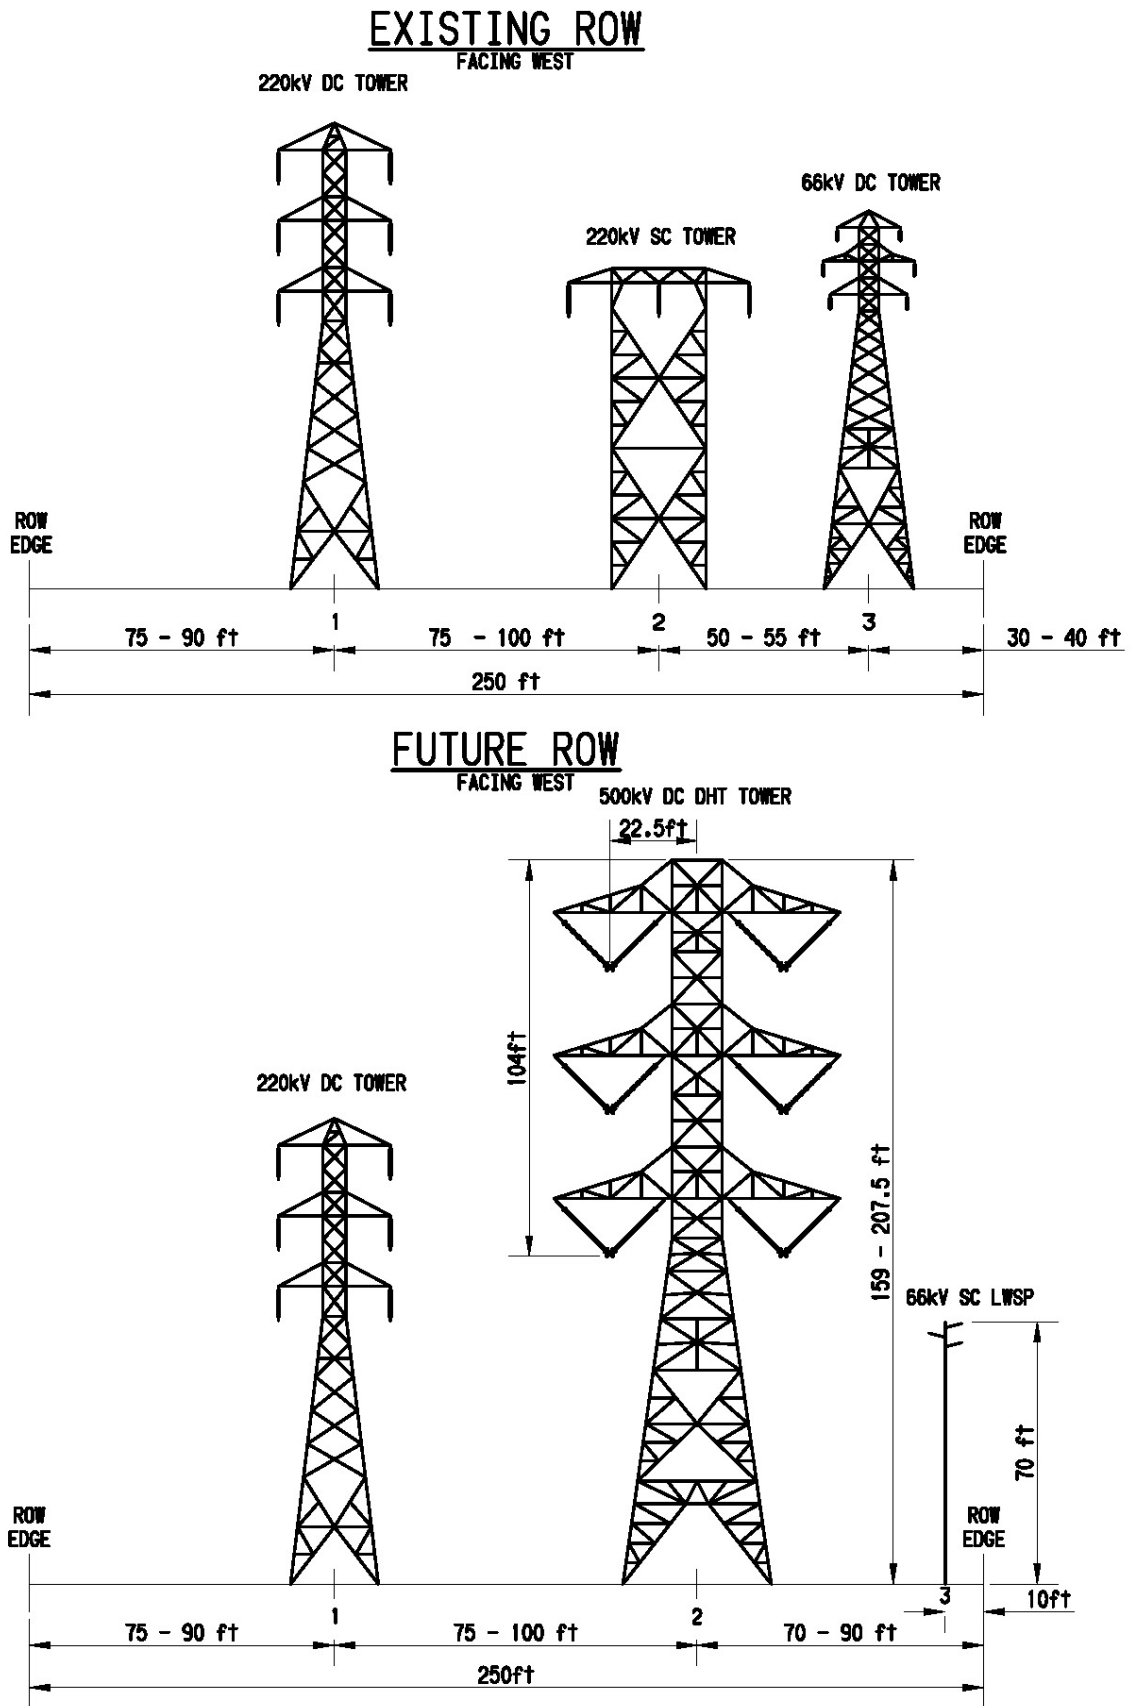 EXISTING ROW
FACING WEST
220kV DC TOWER
66kV DC TOWER
220kV SC TOWER
ROW
EDGE
ROW
EDGE
1
2
3
75 - 90 ft
75 - 100 ft
50 - 55 ft
30 - 40 ft
250 ft
FUTURE ROW
FACING WEST
500kV DC DHT TOWER
22.5ft
104ft
220kV DC TOWER
159 - 207.5 ft
66kV SC LWSP
70 ft
ROW
EDGE
ROW
EDGE
1
2
3
10ft
75 - 90 ft
75 - 100 ft
70 - 90 ft
250ft